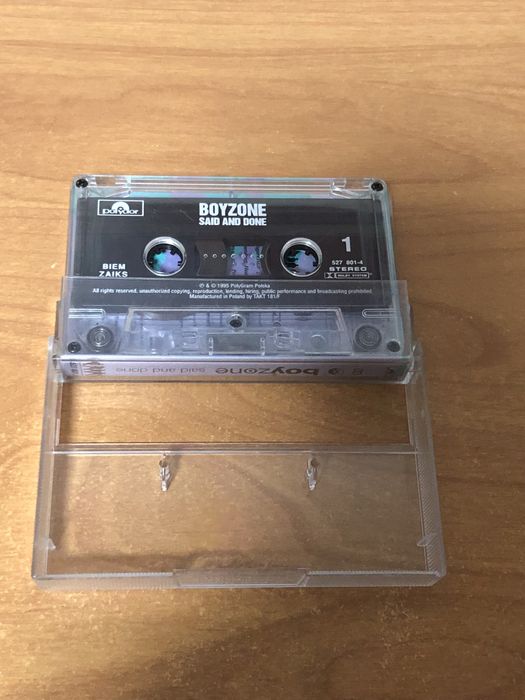 polydor
BOYZONE
SAID AND DONE
1
BIEM
ZAIKS
527 801-4
STEREO
DOLBY SYSTEM
℗ & © 1995 PolyGram Polska
All rights reserved, unauthorized copying, reproduction, lending, hiring, public performance and broadcasting prohibited.
Manufactured in Poland by TAKT 181/F
boyzone said and done